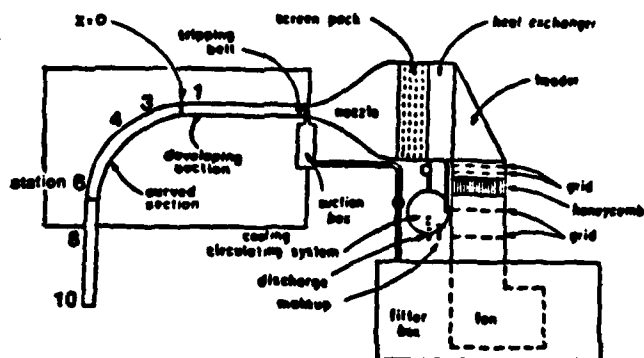 X=0
tripping
belt
screen pack
heat exchanger
header
nozzle
1
3
4
station 6
8
10
developing
section
curved
section
suction
box
cooling
circulating system
discharge
makeup
grid
honeycomb
grid
filter
box
fan